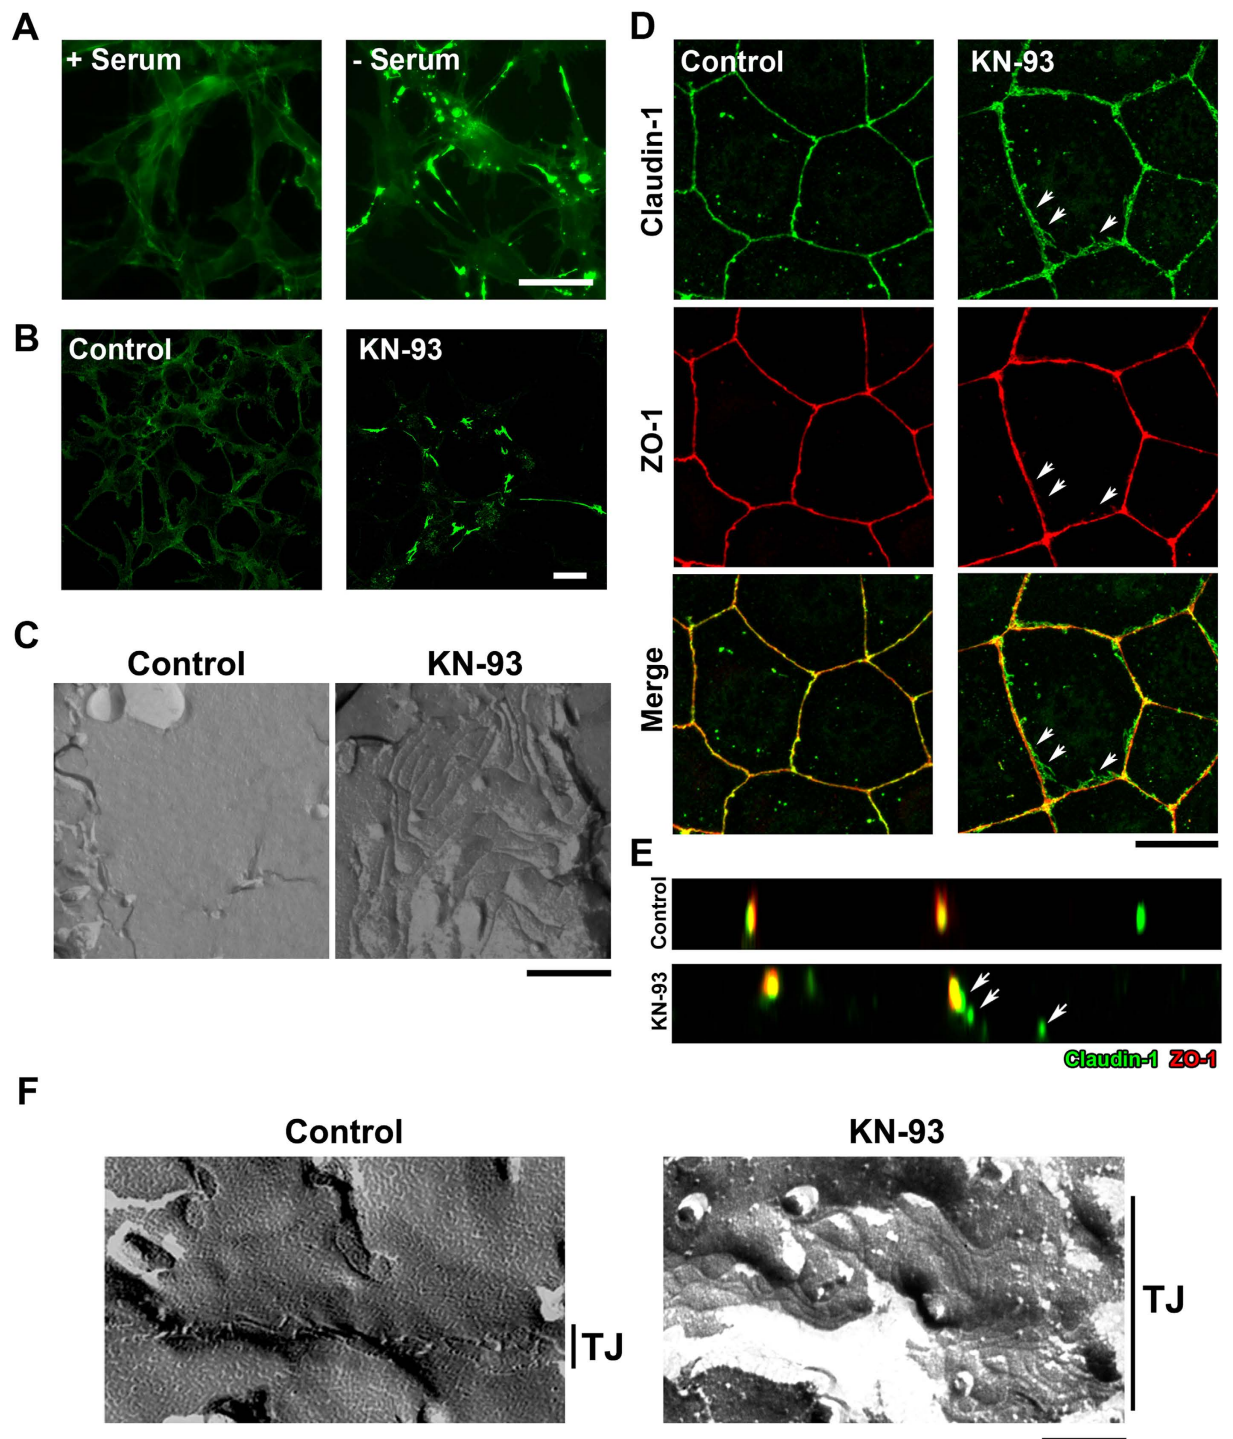 A
+ Serum
- Serum
B
Control
KN-93
C
Control
KN-93
D
Control
KN-93
Claudin-1
ZO-1
Merge
E
Control
KN-93
Claudin-1 ZO-1
F
Control
KN-93
TJ
TJ